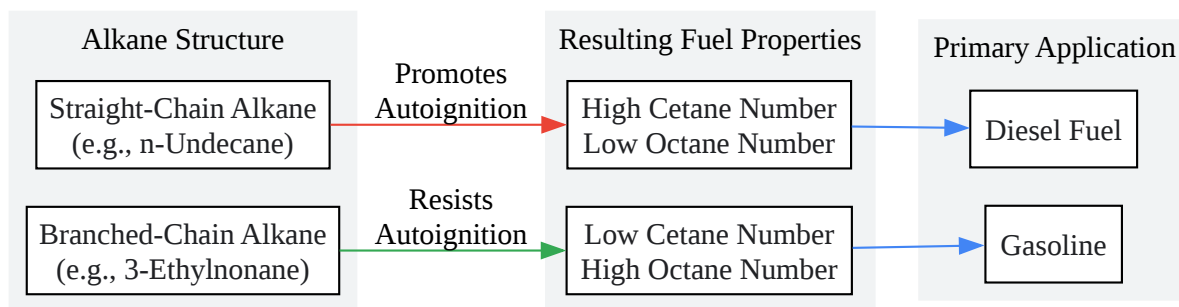 Alkane Structure
Resulting Fuel Properties
Primary Application
Straight-Chain Alkane
(e.g., n-Undecane)
Promotes
Autoignition
High Cetane Number
Low Octane Number
Diesel Fuel
Branched-Chain Alkane
(e.g., 3-Ethylnonane)
Resists
Autoignition
Low Cetane Number
High Octane Number
Gasoline